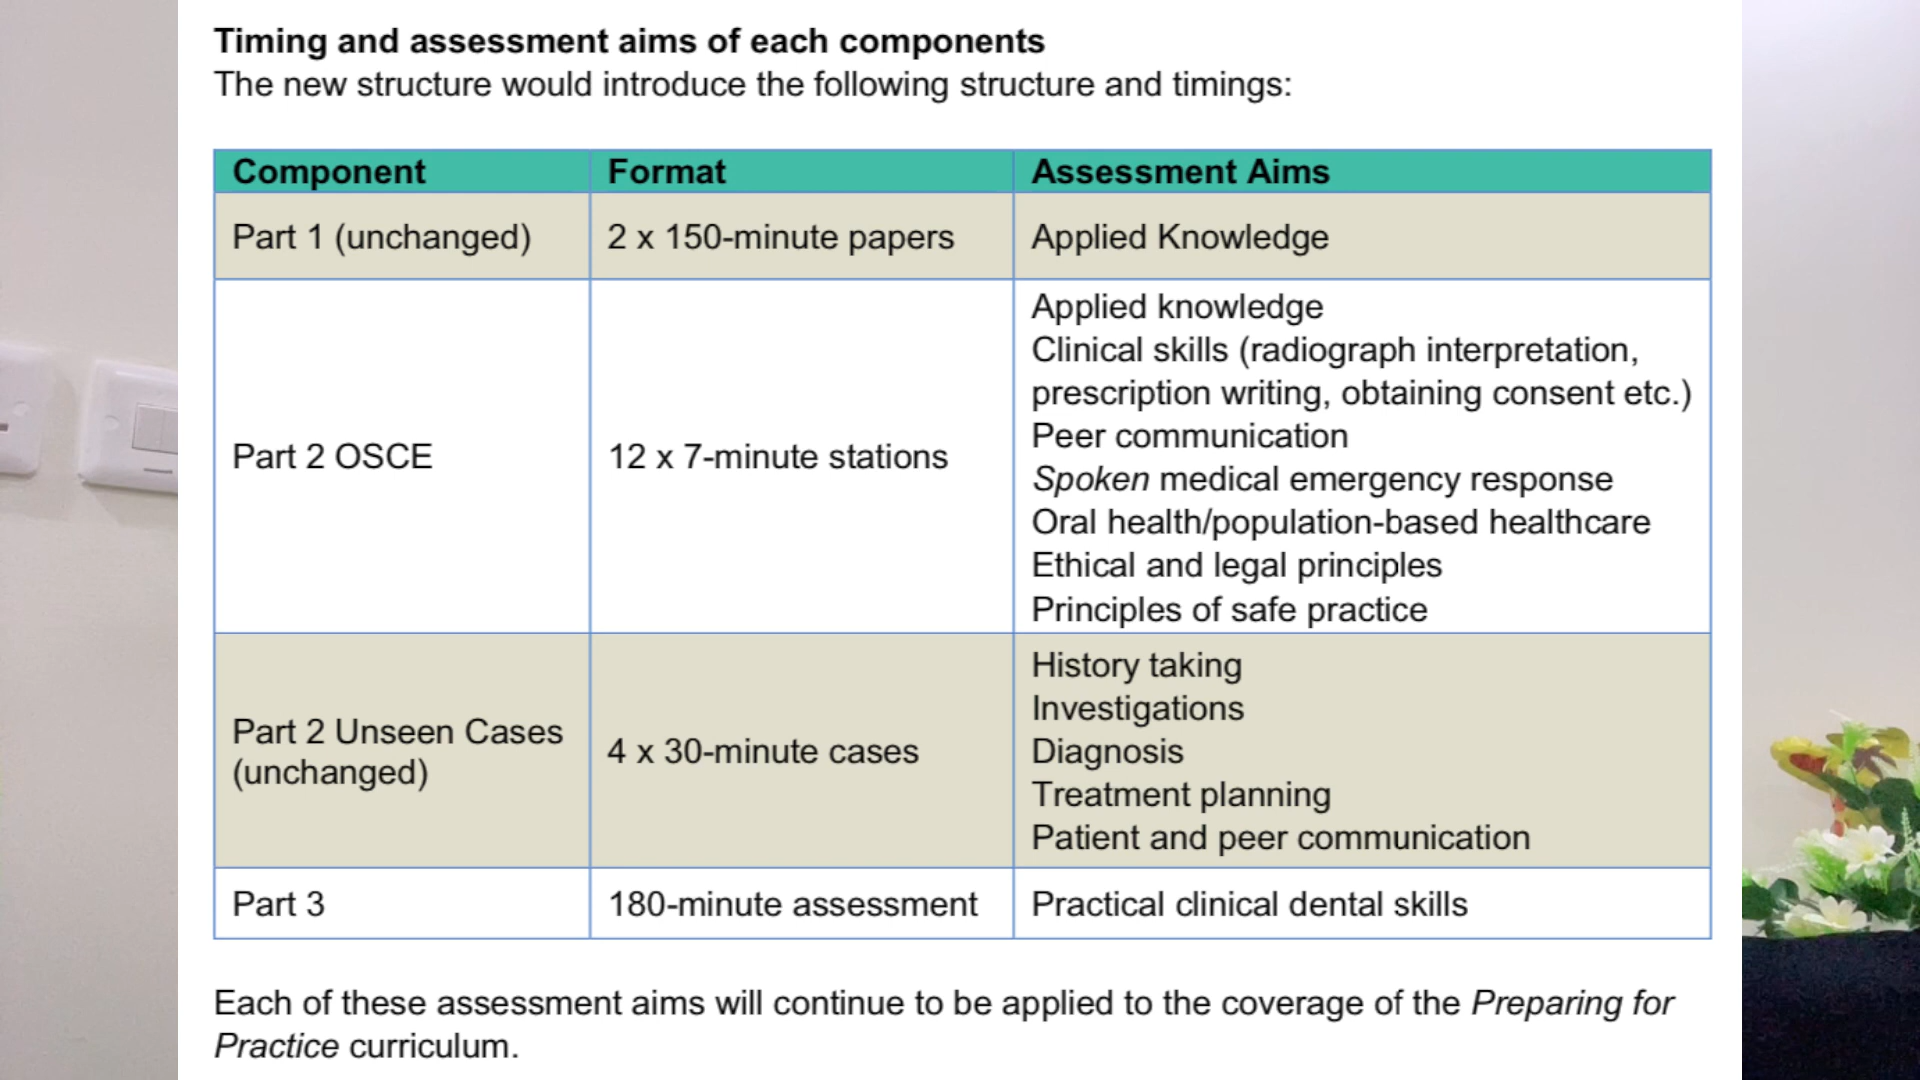 Timing and assessment aims of each components
The new structure would introduce the following structure and timings:
Component Format Assessment Aims
Part 1 (unchanged) 2 x 150-minute papers Applied Knowledge
Part 2 OSCE 12 x 7-minute stations
Applied knowledge
Clinical skills (radiograph interpretation,
prescription writing, obtaining consent etc.)
Peer communication
Spoken medical emergency response
Oral health/population-based healthcare
Ethical and legal principles
Principles of safe practice
Part 2 Unseen Cases
(unchanged)
4 x 30-minute cases
History taking
Investigations
Diagnosis
Treatment planning
Patient and peer communication
Part 3 180-minute assessment Practical clinical dental skills
Each of these assessment aims will continue to be applied to the coverage of the Preparing for
Practice curriculum.